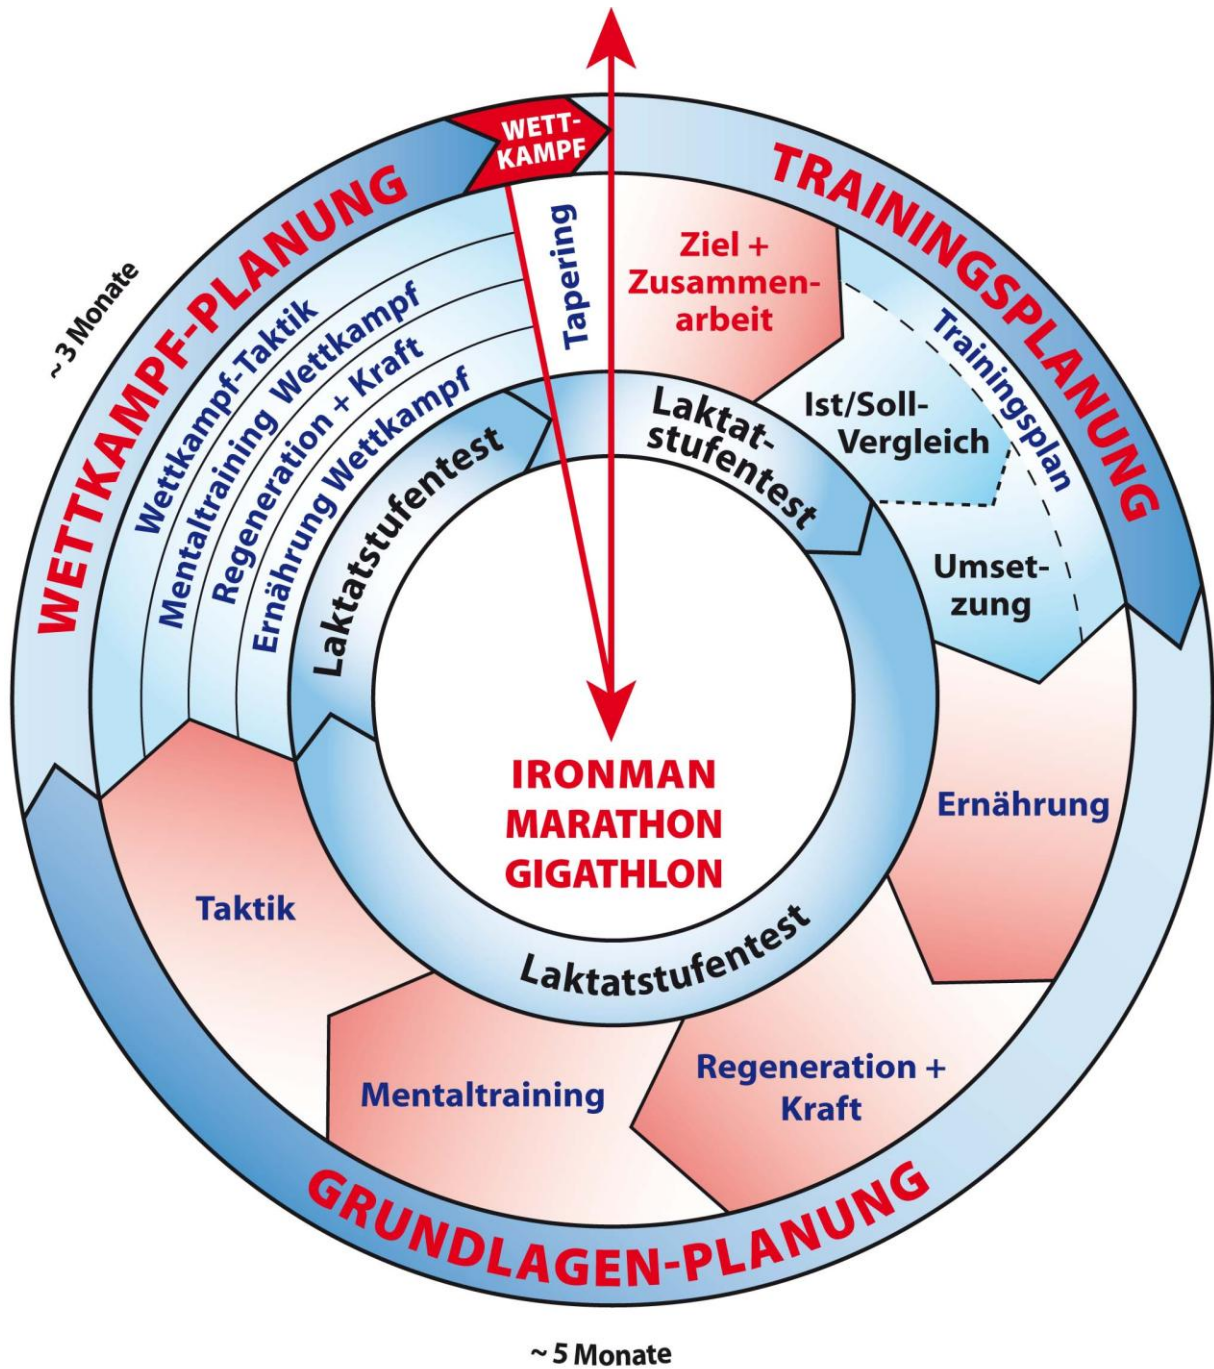 WETT-
KAMPF
TRAININGSPLANUNG
Tapering
Ziel +
Zusammen-
arbeit
Trainingsplan
Ist/Soll-
Vergleich
Umset-
zung
Laktat-
stufentest
Ernährung
Regeneration +
Kraft
Mentaltraining
Taktik
Laktatstufentest
GRUNDLAGEN-PLANUNG
~ 5 Monate
WETTKAMPF-PLANUNG
~ 3 Monate
Wettkampf-Taktik
Mentaltraining Wettkampf
Regeneration + Kraft
Ernährung Wettkampf
Laktatstufentest
IRONMAN
MARATHON
GIGATHLON